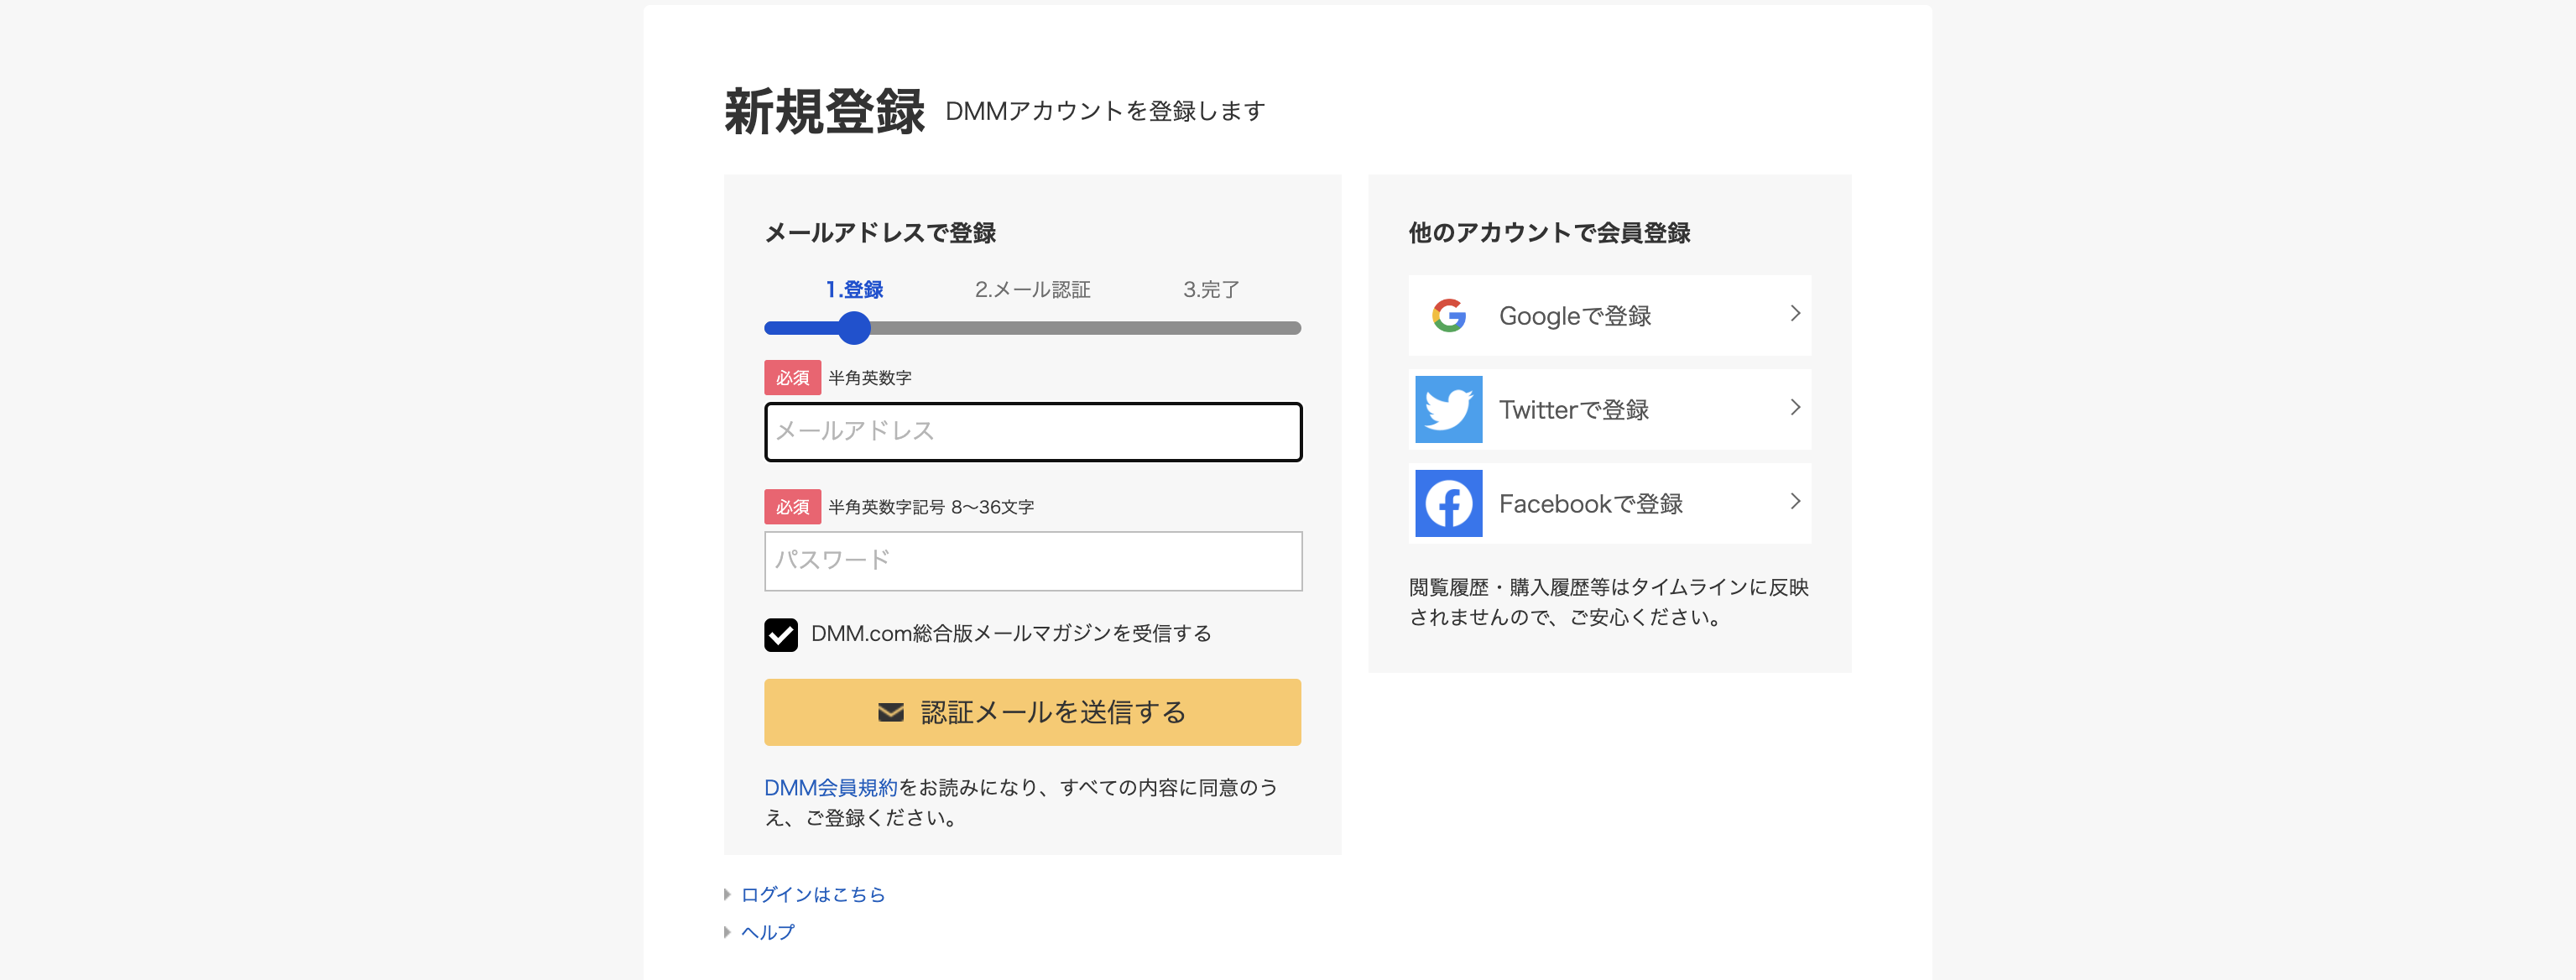 新規登録 DMMアカウントを登録します
メールアドレスで登録
1.登録 2.メール認証 3.完了
必須 半角英数字
メールアドレス
必須 半角英数字記号 8〜36文字
パスワード
DMM.com総合版メールマガジンを受信する
認証メールを送信する
DMM会員規約をお読みになり、すべての内容に同意のう
え、ご登録ください。
他のアカウントで会員登録
Googleで登録
Twitterで登録
Facebookで登録
閲覧履歴・購入履歴等はタイムラインに反映
されませんので、ご安心ください。
ログインはこちら
ヘルプ